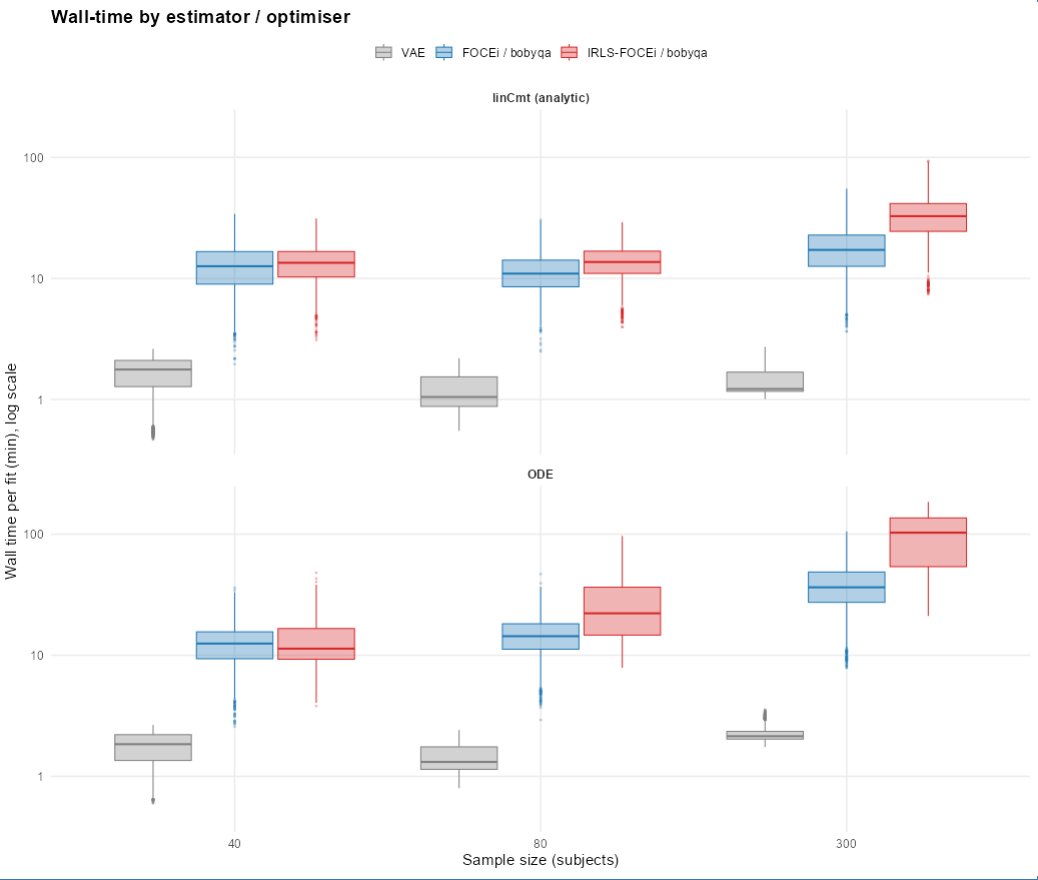 Wall-time by estimator / optimiser
VAE FOCEi / bobyqa IRLS-FOCEi / bobyqa
linCmt (analytic)
100
10
1
ODE
100
10
1
Wall time per fit (min), log scale
40 80 300
Sample size (subjects)